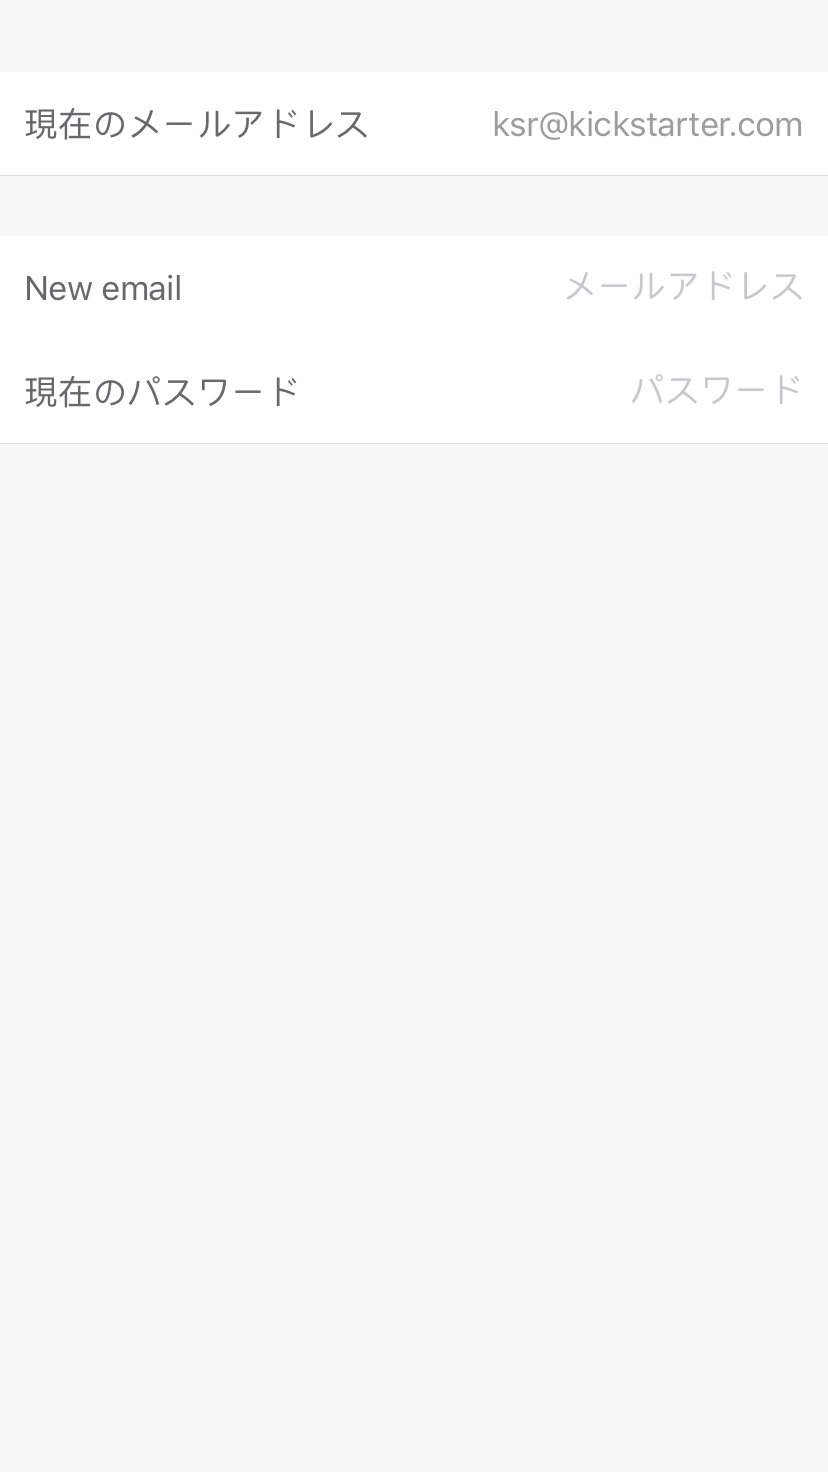 現在のメールアドレス ksr@kickstarter.com
New email メールアドレス
現在のパスワード パスワード